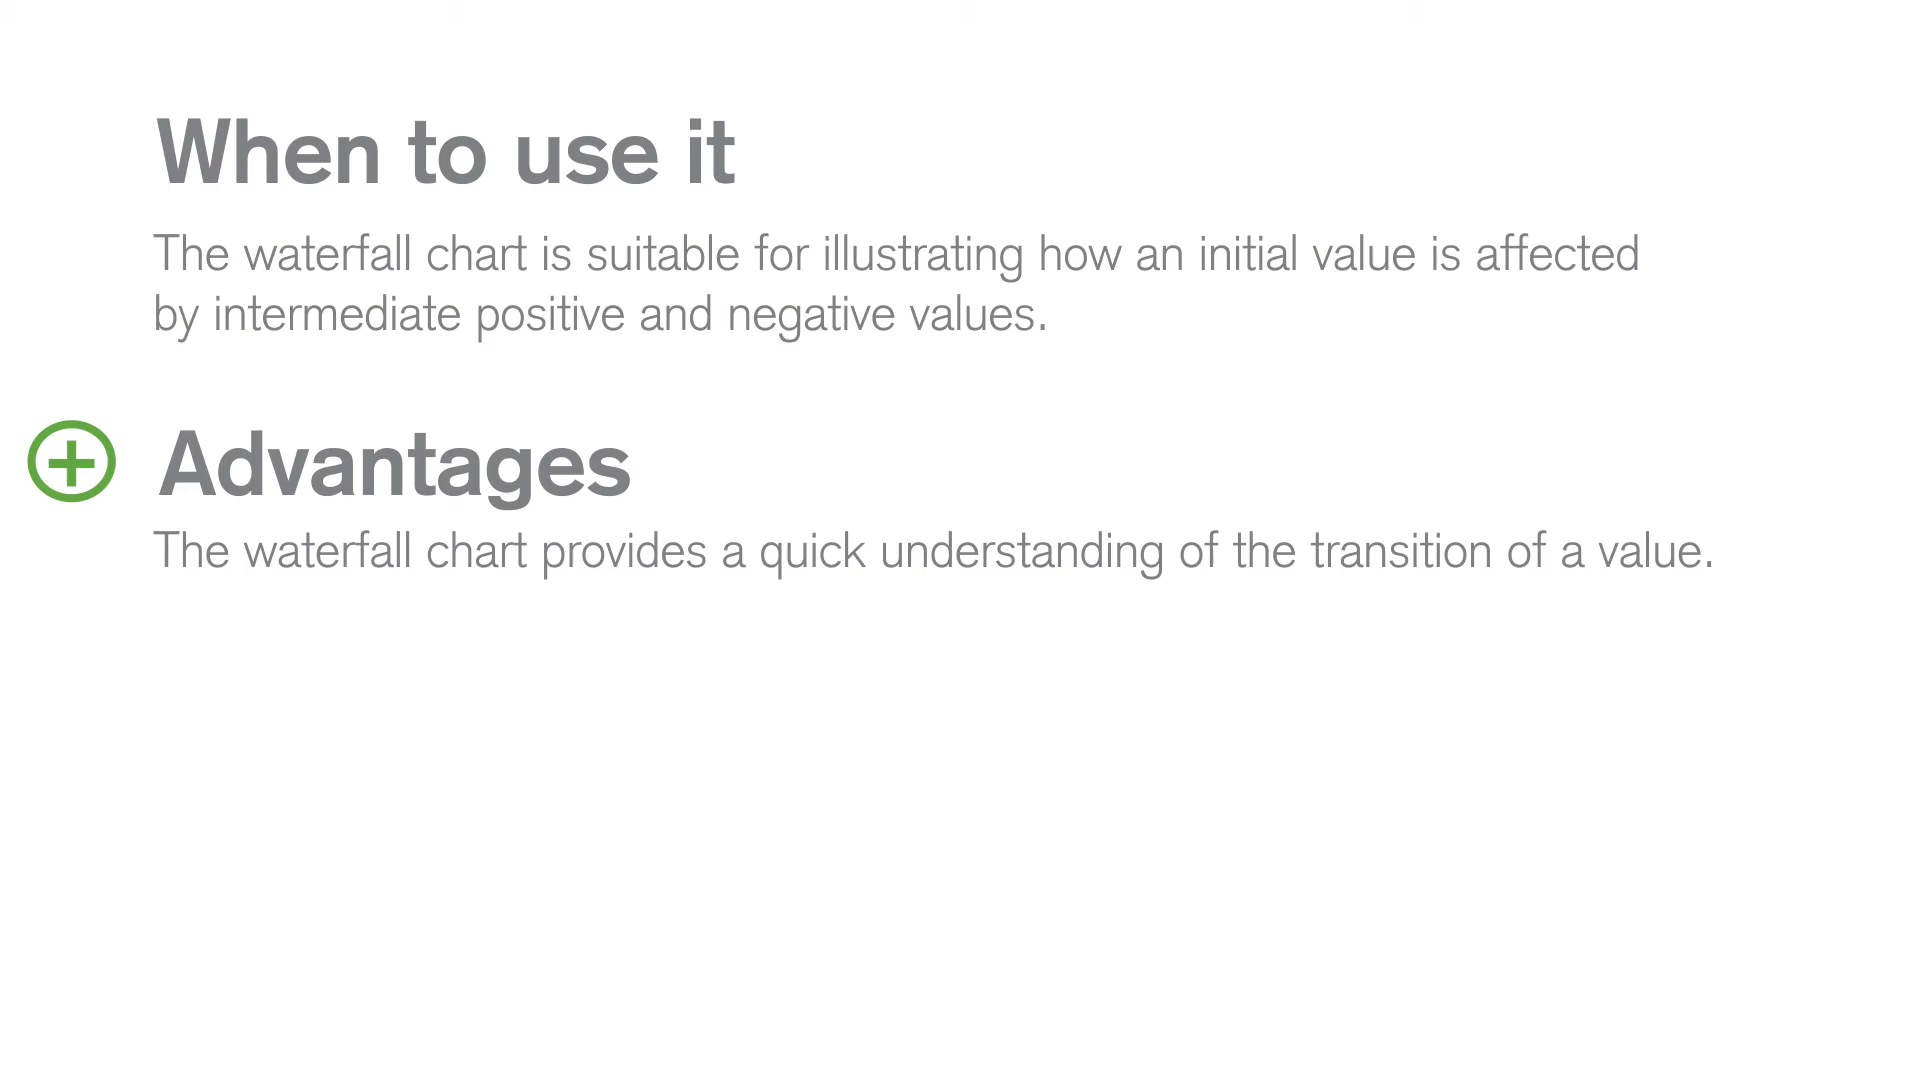 When to use it
The waterfall chart is suitable for illustrating how an initial value is affected
by intermediate positive and negative values.
Advantages
The waterfall chart provides a quick understanding of the transition of a value.